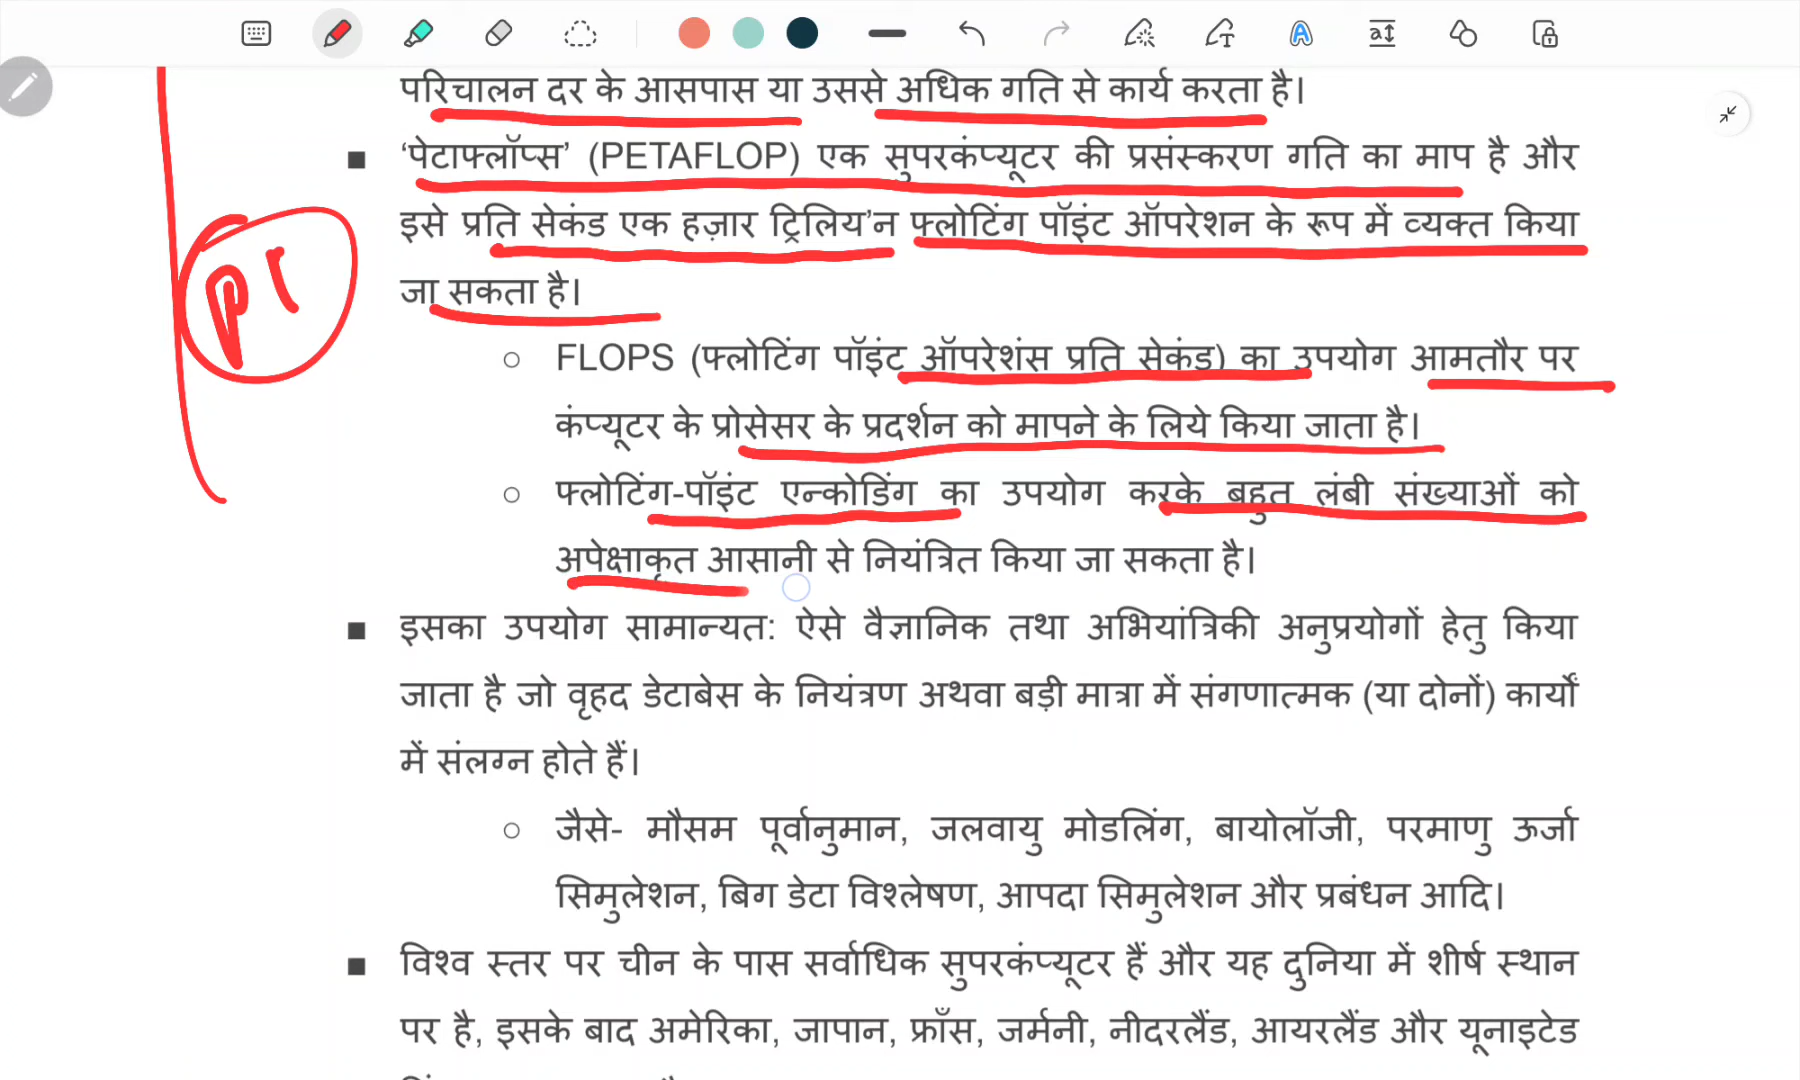 परिचालन दर के आसपास या उससे अधिक गति से कार्य करता है।
‘पेटाफ्लॉप्स’ (PETAFLOP) एक सुपरकंप्यूटर की प्रसंस्करण गति का माप है और
इसे प्रति सेकंड एक हज़ार ट्रिलिय’न फ्लोटिंग पॉइंट ऑपरेशन के रूप में व्यक्त किया
जा सकता है।
FLOPS (फ्लोटिंग पॉइंट ऑपरेशंस प्रति सेकंड) का उपयोग आमतौर पर
कंप्यूटर के प्रोसेसर के प्रदर्शन को मापने के लिये किया जाता है।
फ्लोटिंग-पॉइंट एन्कोडिंग का उपयोग करके बहुत लंबी संख्याओं को
अपेक्षाकृत आसानी से नियंत्रित किया जा सकता है।
इसका उपयोग सामान्यत: ऐसे वैज्ञानिक तथा अभियांत्रिकी अनुप्रयोगों हेतु किया
जाता है जो वृहद डेटाबेस के नियंत्रण अथवा बड़ी मात्रा में संगणात्मक (या दोनों) कार्यों
में संलग्न होते हैं।
जैसे- मौसम पूर्वानुमान, जलवायु मोडलिंग, बायोलॉजी, परमाणु ऊर्जा
सिमुलेशन, बिग डेटा विश्लेषण, आपदा सिमुलेशन और प्रबंधन आदि।
विश्व स्तर पर चीन के पास सर्वाधिक सुपरकंप्यूटर हैं और यह दुनिया में शीर्ष स्थान
पर है, इसके बाद अमेरिका, जापान, फ्राँस, जर्मनी, नीदरलैंड, आयरलैंड और यूनाइटेड